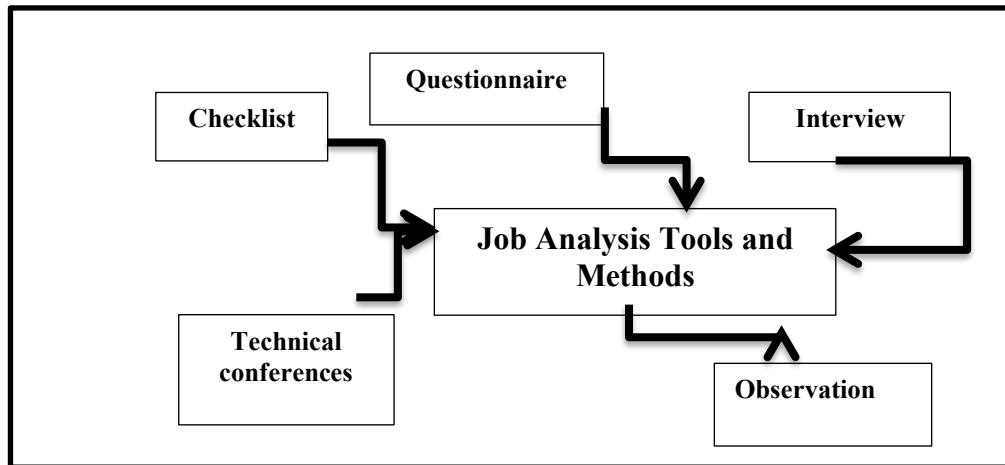 Questionnaire
Checklist
Interview
Job Analysis Tools and
Methods
Technical
conferences
Observation